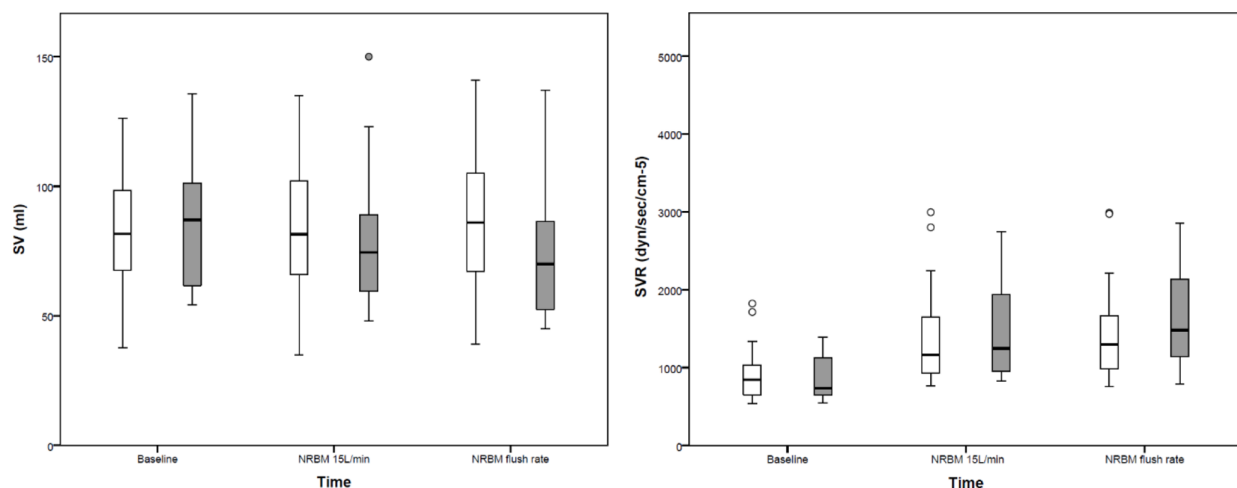 150
100
50
0
SV (ml)
Baseline
NRBM 15L/min
NRBM flush rate
Time
5000
4000
3000
2000
1000
0
SVR (dyn/sec/cm-5)
Baseline
NRBM 15L/min
NRBM flush rate
Time